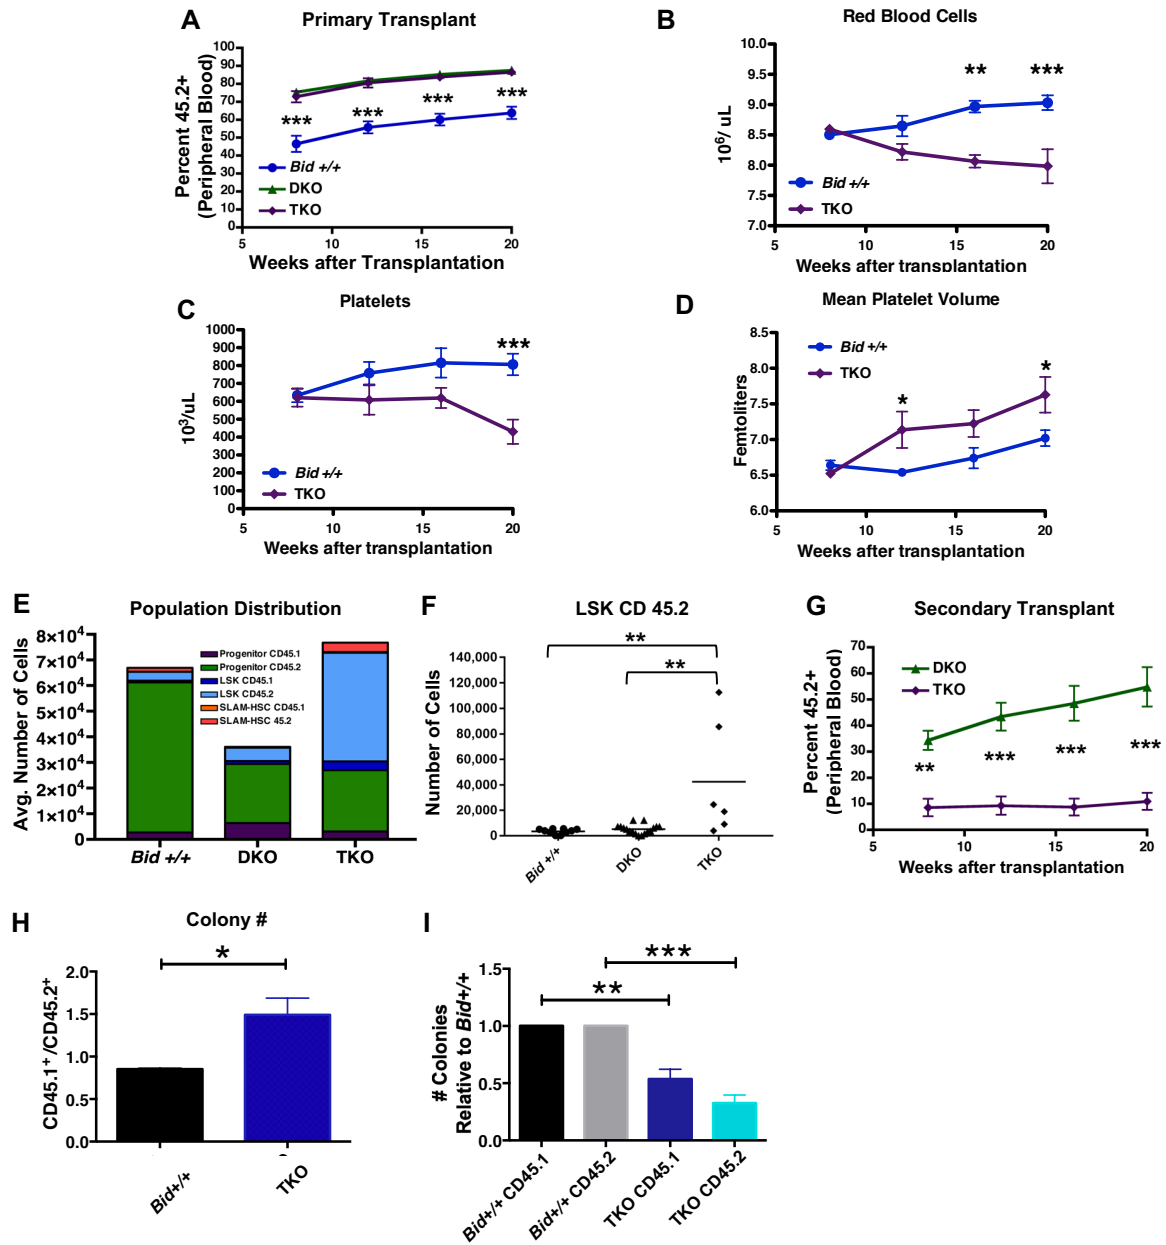 A
Primary Transplant
Percent 45.2+
(Peripheral Blood)
100
90
80
70
60
50
40
30
20
10
0
***
***
***
***
Bid +/+
DKO
TKO
5
10
15
20
Weeks after Transplantation
B
Red Blood Cells
10⁶/ uL
10.0
9.5
9.0
8.5
8.0
7.5
7.0
**
***
Bid +/+
TKO
5
10
15
20
Weeks after transplantation
C
Platelets
10³/uL
1000
900
800
700
600
500
400
300
200
100
0
***
Bid +/+
TKO
5
10
15
20
Weeks after transplantation
D
Mean Platelet Volume
Femtoliters
8.5
8.0
7.5
7.0
6.5
6.0
Bid +/+
TKO
*
*
5
10
15
20
Weeks after transplantation
E
Population Distribution
Avg. Number of Cells
8×10⁴
7×10⁴
6×10⁴
5×10⁴
4×10⁴
3×10⁴
2×10⁴
1×10⁴
0
Progenitor CD45.1
Progenitor CD45.2
LSK CD45.1
LSK CD45.2
SLAM-HSC CD45.1
SLAM-HSC 45.2
Bid +/+
DKO
TKO
F
LSK CD 45.2
Number of Cells
140,000
120,000
100,000
80,000
60,000
40,000
20,000
0
**
**
Bid +/+
DKO
TKO
G
Secondary Transplant
Percent 45.2+
(Peripheral Blood)
70
60
50
40
30
20
10
0
DKO
TKO
**
***
***
***
5
10
15
20
Weeks after transplantation
H
Colony #
CD45.1⁺/CD45.2⁺
2.0
1.5
1.0
0.5
0.0
*
Bid+/+
TKO
I
# Colonies
Relative to Bid+/+
1.5
1.0
0.5
0.0
***
**
Bid+/+ CD45.1
Bid+/+ CD45.2
TKO CD45.1
TKO CD45.2